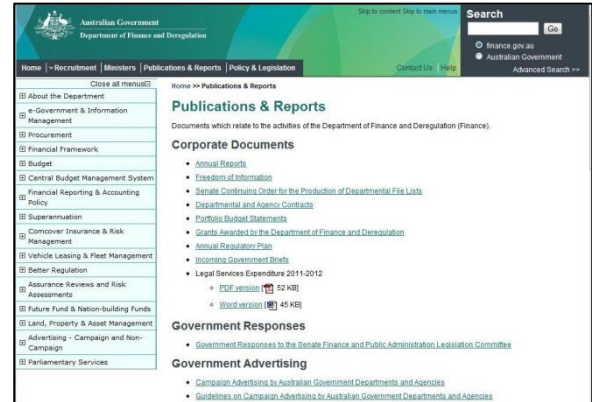 Australian Government
Department of Finance and Deregulation
Skip to content Skip to main menus
Search
Go
finance.gov.au
Australian Government
Advanced Search >>
Home | Recruitment | Ministers | Publications & Reports | Policy & Legislation
Contact Us | Help
Close all menus
About the Department
e-Government & Information
Management
Procurement
Financial Framework
Budget
Central Budget Management System
Financial Reporting & Accounting
Policy
Superannuation
Comcover Insurance & Risk
Management
Vehicle Leasing & Fleet Management
Better Regulation
Assurance Reviews and Risk
Assessments
Future Fund & Nation-building Funds
Land, Property & Asset Management
Advertising - Campaign and Non-
Campaign
Parliamentary Services
Home >> Publications & Reports
Publications & Reports
Documents which relate to the activities of the Department of Finance and Deregulation (Finance).
Corporate Documents
Annual Reports
Freedom of Information
Senate Continuing Order for the Production of Departmental File Lists
Departmental and Agency Contracts
Portfolio Budget Statements
Grants Awarded by the Department of Finance and Deregulation
Annual Regulatory Plan
Incoming Government Briefs
Legal Services Expenditure 2011-2012
PDF version [52 KB]
Word version [45 KB]
Government Responses
Government Responses to the Senate Finance and Public Administration Legislation Committee
Government Advertising
Campaign Advertising by Australian Government Departments and Agencies
Guidelines on Campaign Advertising by Australian Government Departments and Agencies